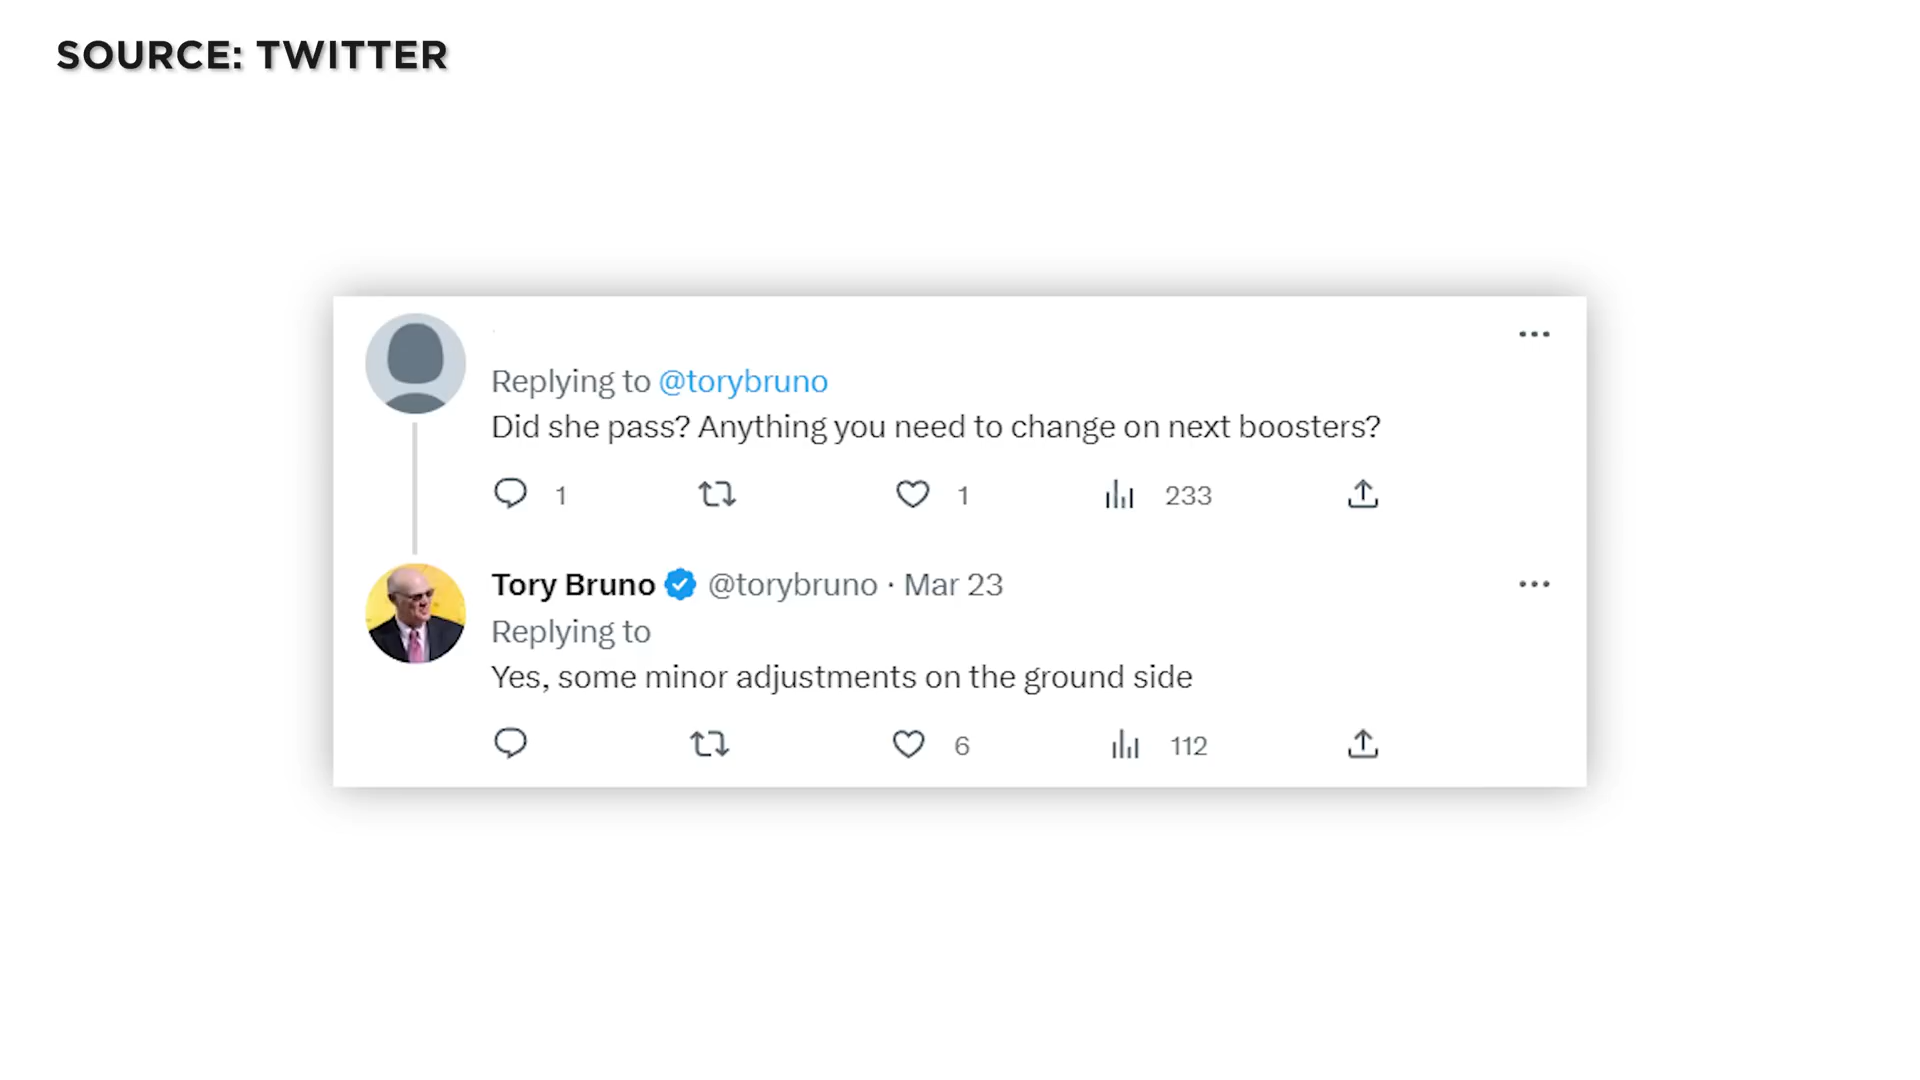 SOURCE: TWITTER
Replying to @torybruno
Did she pass? Anything you need to change on next boosters?
1 1 233
Tory Bruno @torybruno · Mar 23
Replying to
Yes, some minor adjustments on the ground side
6 112